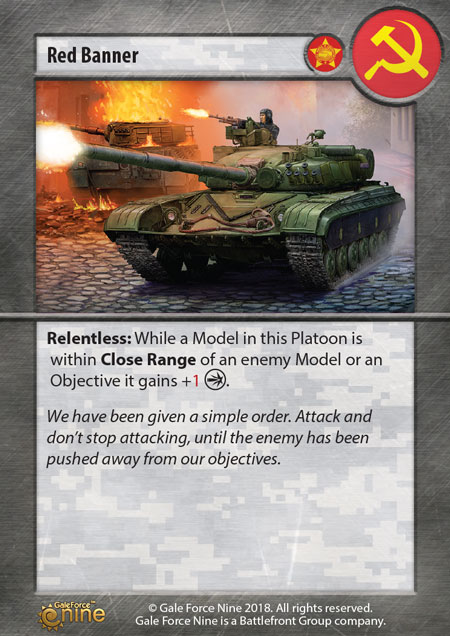 Red Banner
Relentless: While a Model in this Platoon is
within Close Range of an enemy Model or an
Objective it gains +1 .
We have been given a simple order. Attack and
don't stop attacking, until the enemy has been
pushed away from our objectives.
GaleForce™
nine
© Gale Force Nine 2018. All rights reserved.
Gale Force Nine is a Battlefront Group company.